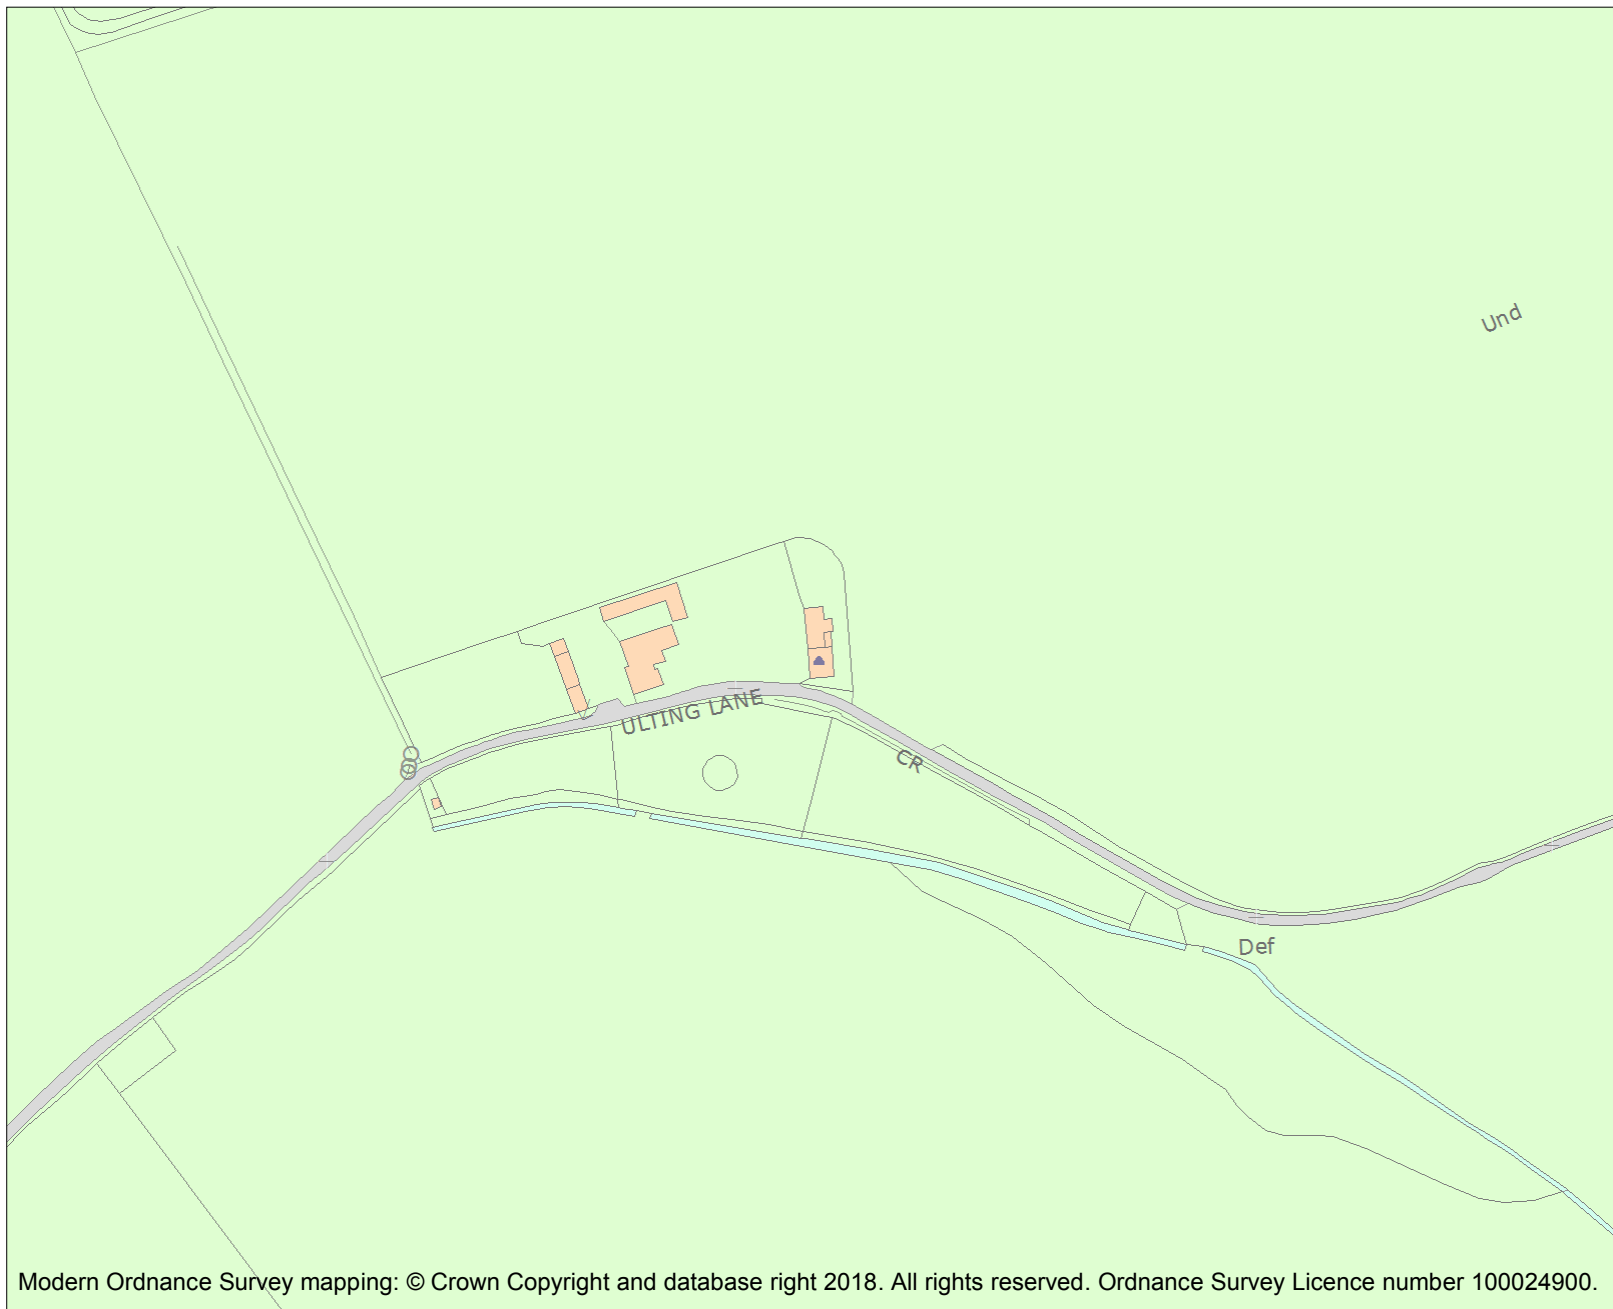 Und
ULTING LANE
CR
Def
Modern Ordnance Survey mapping: © Crown Copyright and database right 2018. All rights reserved. Ordnance Survey Licence number 100024900.